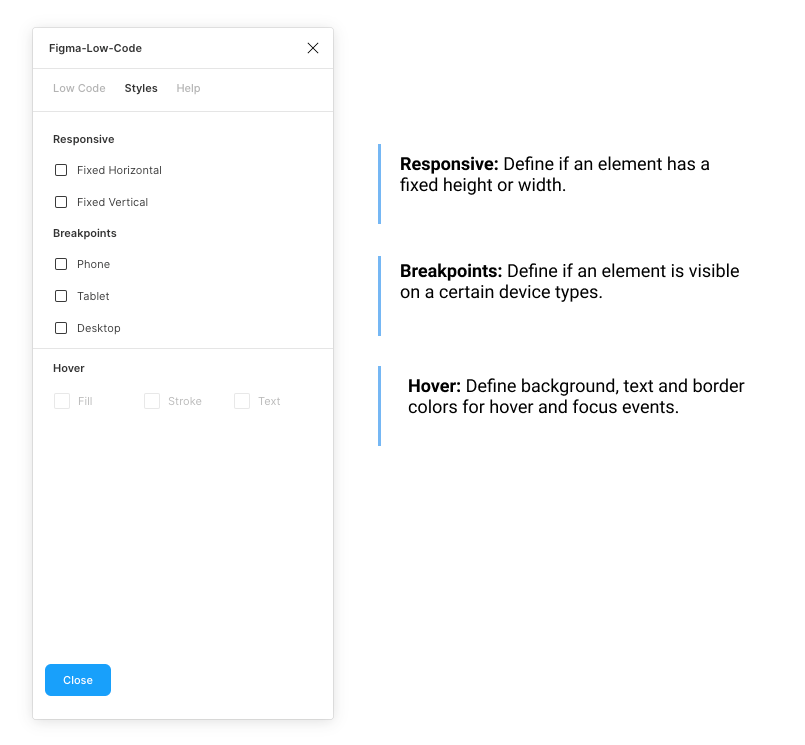 Figma-Low-Code
Low Code Styles Help
Responsive
Fixed Horizontal
Fixed Vertical
Breakpoints
Phone
Tablet
Desktop
Hover
Fill Stroke Text
Close
Responsive: Define if an element has a
fixed height or width.
Breakpoints: Define if an element is visible
on a certain device types.
Hover: Define background, text and border
colors for hover and focus events.